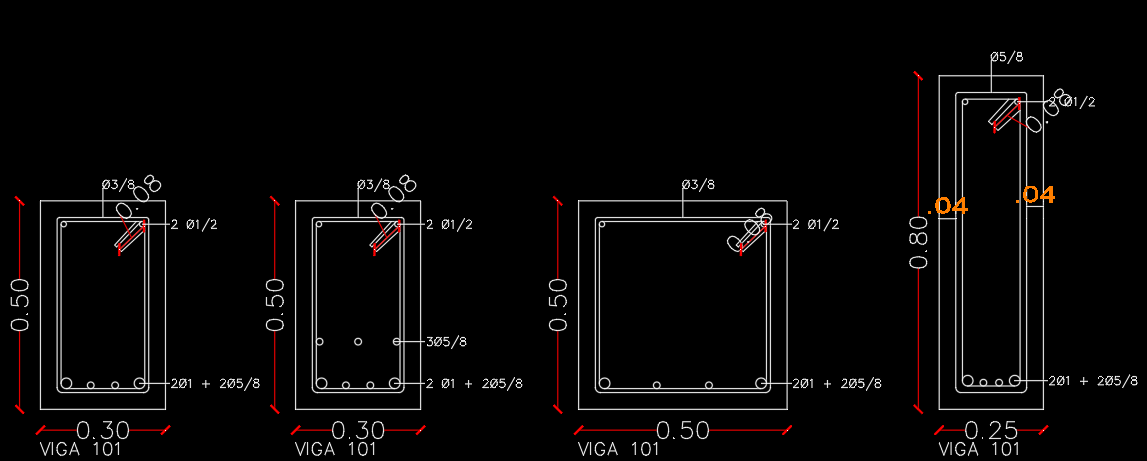 Ø3/8
0.08
2 Ø1/2
0.50
2Ø1 + 2Ø5/8
0.30
VIGA 101
Ø3/8
0.08
2 Ø1/2
0.50
3Ø5/8
2 Ø1 + 2Ø5/8
0.30
VIGA 101
Ø3/8
0.08
2 Ø1/2
0.50
2Ø1 + 2Ø5/8
0.50
VIGA 101
Ø5/8
2 Ø1/2
0.08
.04
.04
0.80
2Ø1 + 2Ø5/8
0.25
VIGA 101